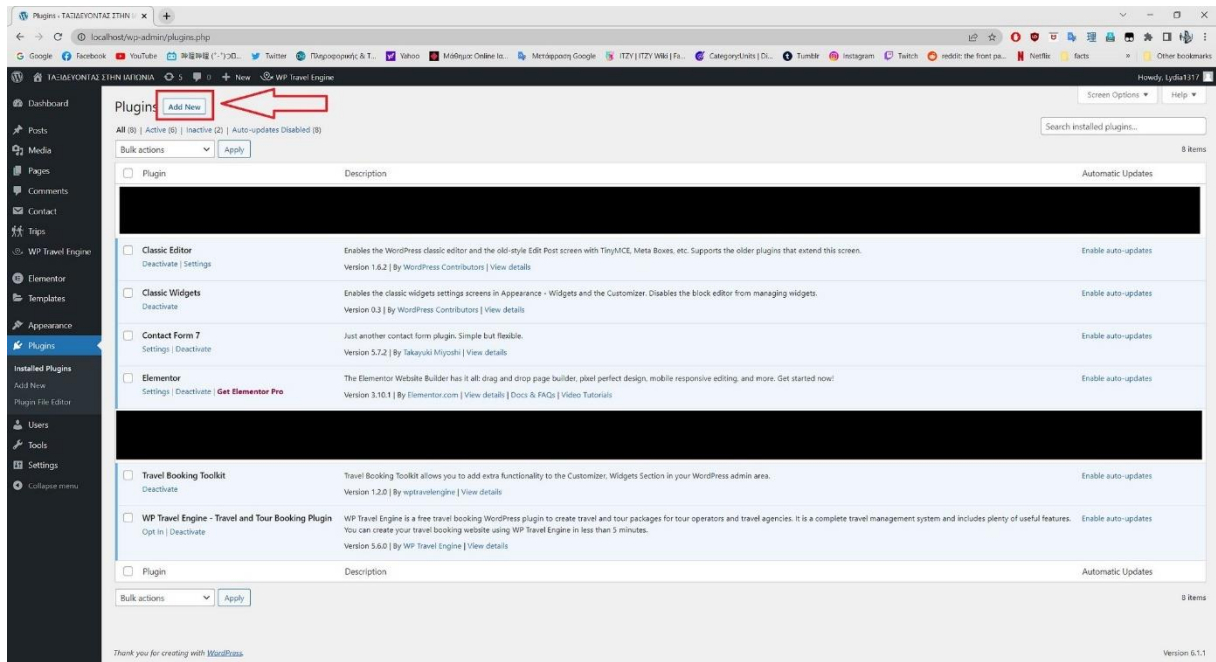 Plugins ‹ ΤΑΞΙΔΕΥΟΝΤΑΣ ΣΤΗΝ
localhost/wp-admin/plugins.php
Google Facebook YouTube Twitter Πληροφορικής & Τ... Yahoo Μάθημα: Online Ια... Μετάφραση Google ITZY | ITZY Wiki | Fa... CategoryUnits | Di... Tumblr Instagram Twitch reddit: the front pa... Netflix facts » Other bookmarks
ΤΑΞΙΔΕΥΟΝΤΑΣ ΣΤΗΝ ΙΑΠΩΝΙΑ 5 0 + New WP Travel Engine Howdy, Lydia1317
Screen Options Help
Dashboard
Posts
Media
Pages
Comments
Contact
Trips
WP Travel Engine
Elementor
Templates
Appearance
Plugins
Installed Plugins
Add New
Plugin File Editor
Users
Tools
Settings
Collapse menu
Plugins Add New
All (8) | Active (6) | Inactive (2) | Auto-updates Disabled (8)
Search installed plugins...
Bulk actions Apply 8 items
Plugin Description Automatic Updates
Classic Editor Enables the WordPress classic editor and the old-style Edit Post screen with TinyMCE, Meta Boxes, etc. Supports the older plugins that extend this screen. Enable auto-updates
Deactivate | Settings
Version 1.6.2 | By WordPress Contributors | View details
Classic Widgets Enables the classic widgets settings screens in Appearance - Widgets and the Customizer. Disables the block editor from managing widgets. Enable auto-updates
Deactivate
Version 0.3 | By WordPress Contributors | View details
Contact Form 7 Just another contact form plugin. Simple but flexible. Enable auto-updates
Settings | Deactivate
Version 5.7.2 | By Takayuki Miyoshi | View details
Elementor The Elementor Website Builder has it all: drag and drop page builder, pixel perfect design, mobile responsive editing, and more. Get started now! Enable auto-updates
Settings | Deactivate | Get Elementor Pro
Version 3.10.1 | By Elementor.com | View details | Docs & FAQs | Video Tutorials
Travel Booking Toolkit Travel Booking Toolkit allows you to add extra functionality to the Customizer, Widgets Section in your WordPress admin area. Enable auto-updates
Deactivate
Version 1.2.0 | By wptravelengine | View details
WP Travel Engine - Travel and Tour Booking Plugin WP Travel Engine is a free travel booking WordPress plugin to create travel and tour packages for tour operators and travel agencies. It is a complete travel management system and includes plenty of useful features. Enable auto-updates
Opt In | Deactivate You can create your travel booking website using WP Travel Engine in less than 5 minutes.
Version 5.6.0 | By WP Travel Engine | View details
Plugin Description Automatic Updates
Bulk actions Apply 8 items
Thank you for creating with WordPress. Version 6.1.1